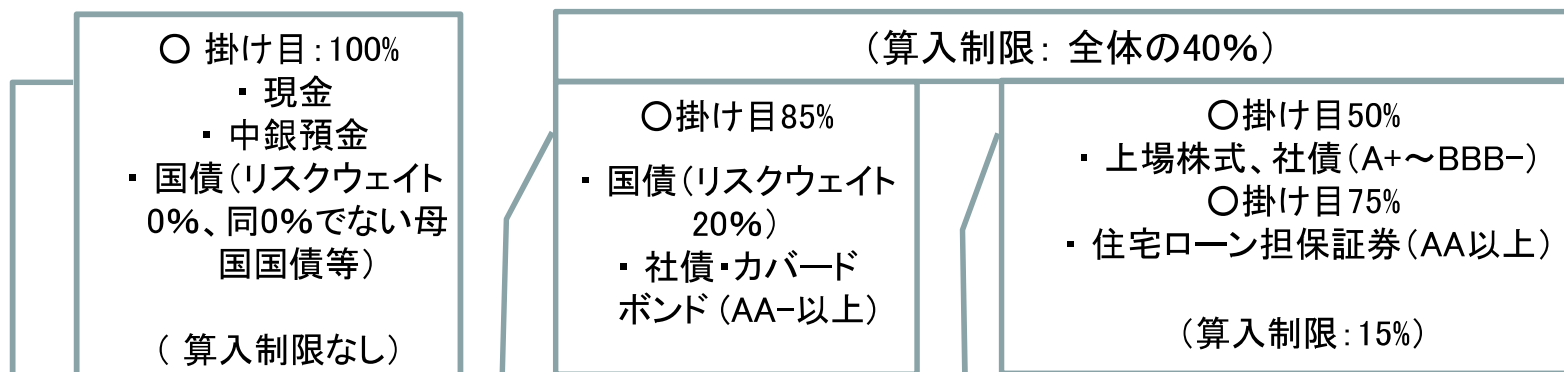 〇 掛け目:100%
・ 現金
・ 中銀預金
・ 国債(リスクウェイト
0%、同0%でない母
国国債等)
( 算入制限なし)
(算入制限: 全体の40%)
〇掛け目85%
・ 国債(リスクウェイト
20%)
・ 社債・カバード
ボンド (AA-以上)
〇掛け目50%
・ 上場株式、社債(A+～BBB-)
〇掛け目75%
・ 住宅ローン担保証券(AA以上)
(算入制限:15%)